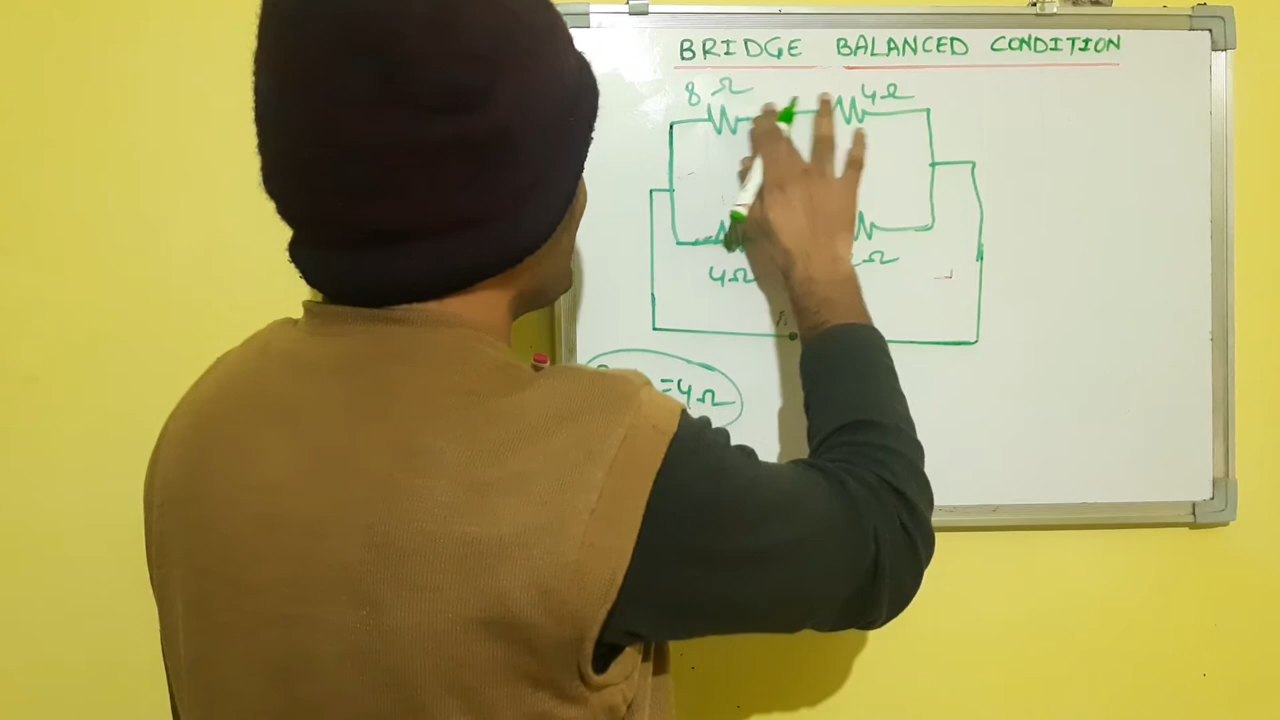 BRIDGE BALANCED CONDITION
8 Ω 4Ω
4Ω Ω
=4Ω